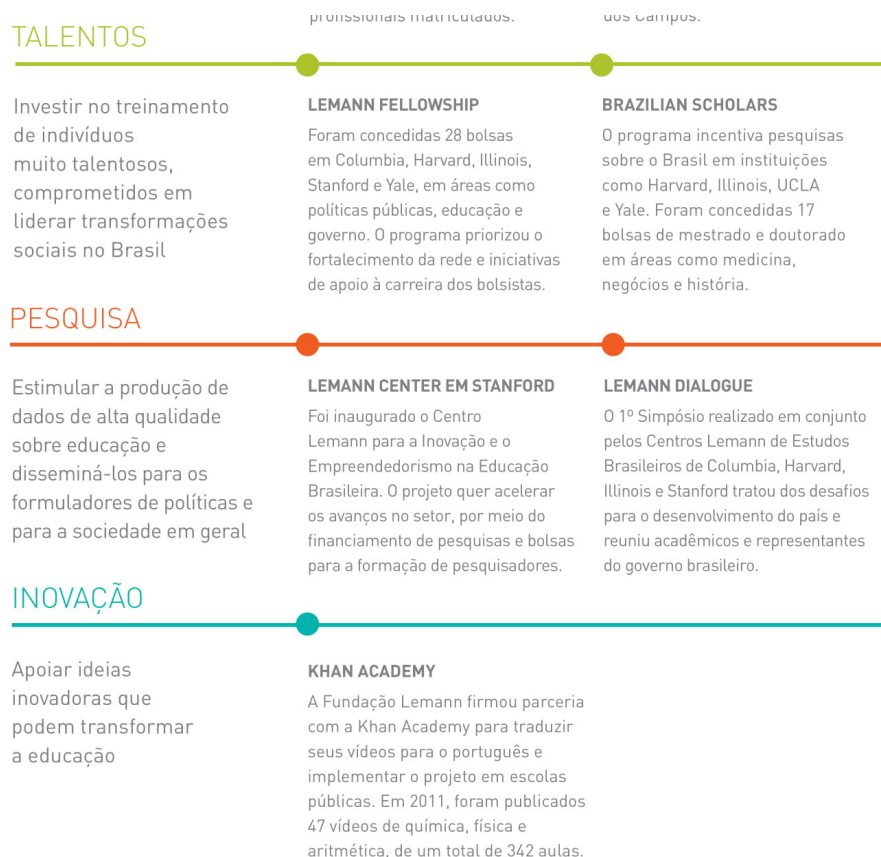 profissionais matriculados.
dos Campos.
TALENTOS
Investir no treinamento
de indivíduos
muito talentosos,
comprometidos em
liderar transformações
sociais no Brasil
LEMANN FELLOWSHIP
Foram concedidas 28 bolsas
em Columbia, Harvard, Illinois,
Stanford e Yale, em áreas como
políticas públicas, educação e
governo. O programa priorizou o
fortalecimento da rede e iniciativas
de apoio à carreira dos bolsistas.
BRAZILIAN SCHOLARS
O programa incentiva pesquisas
sobre o Brasil em instituições
como Harvard, Illinois, UCLA
e Yale. Foram concedidas 17
bolsas de mestrado e doutorado
em áreas como medicina,
negócios e história.
PESQUISA
Estimular a produção de
dados de alta qualidade
sobre educação e
disseminá-los para os
formuladores de políticas e
para a sociedade em geral
LEMANN CENTER EM STANFORD
Foi inaugurado o Centro
Lemann para a Inovação e o
Empreendedorismo na Educação
Brasileira. O projeto quer acelerar
os avanços no setor, por meio do
financiamento de pesquisas e bolsas
para a formação de pesquisadores.
LEMANN DIALOGUE
O 1º Simpósio realizado em conjunto
pelos Centros Lemann de Estudos
Brasileiros de Columbia, Harvard,
Illinois e Stanford tratou dos desafios
para o desenvolvimento do país e
reuniu acadêmicos e representantes
do governo brasileiro.
INOVAÇÃO
Apoiar ideias
inovadoras que
podem transformar
a educação
KHAN ACADEMY
A Fundação Lemann firmou parceria
com a Khan Academy para traduzir
seus vídeos para o português e
implementar o projeto em escolas
públicas. Em 2011, foram publicados
47 vídeos de química, física e
aritmética, de um total de 342 aulas.